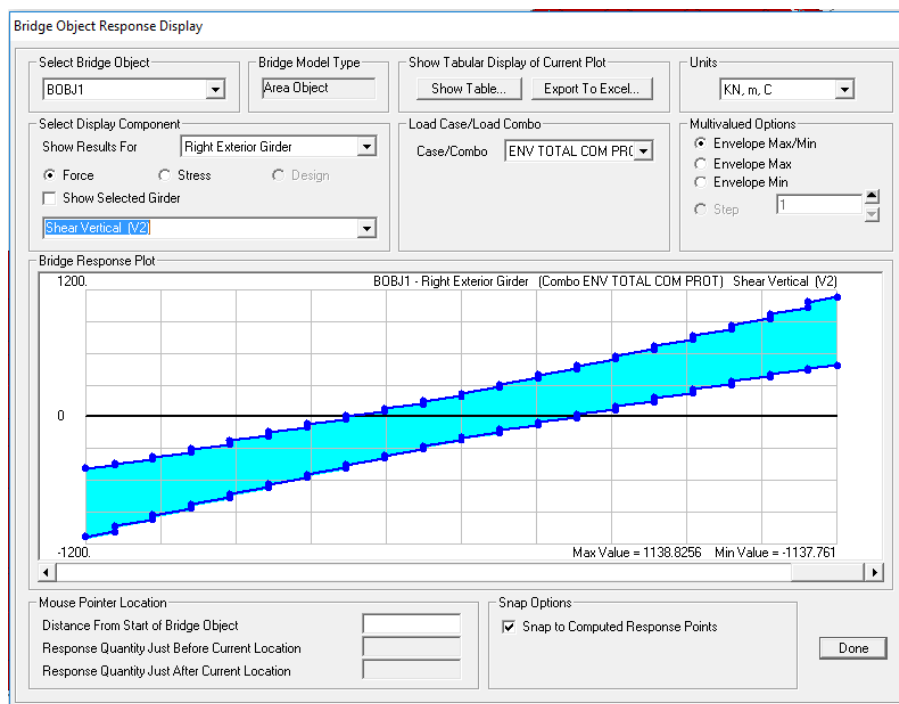 Bridge Object Response Display
Select Bridge Object
BOBJ1
Bridge Model Type
Area Object
Show Tabular Display of Current Plot
Show Table...
Export To Excel...
Units
KN, m, C
Select Display Component
Show Results For
Right Exterior Girder
Force
Stress
Design
Show Selected Girder
Shear Vertical (V2)
Load Case/Load Combo
Case/Combo
ENV TOTAL COM PRO
Multivalued Options
Envelope Max/Min
Envelope Max
Envelope Min
Step
1
Bridge Response Plot
1200.
BOBJ1 - Right Exterior Girder (Combo ENV TOTAL COM PROT) Shear Vertical (V2)
0
-1200.
Max Value = 1138.8256 Min Value = -1137.761
Mouse Pointer Location
Distance From Start of Bridge Object
Response Quantity Just Before Current Location
Response Quantity Just After Current Location
Snap Options
Snap to Computed Response Points
Done